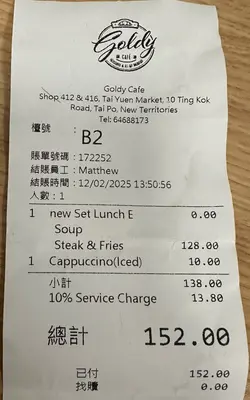 Goldy
CAFE
Goldy Cafe
Shop 412 & 416, Tai Yuen Market, 10 Ting Kok
Road, Tai Po, New Territories
Tel: 64688173
檯號 : B2
賬單號碼 : 172252
結賬員工 : Matthew
結賬時間 : 12/02/2025 13:50:56
人數 : 1
1 new Set Lunch E 0.00
Soup
Steak & Fries 128.00
1 Cappuccino(Iced) 10.00
小計 138.00
10% Service Charge 13.80
總計 152.00
已付 152.00
找贖 0.00